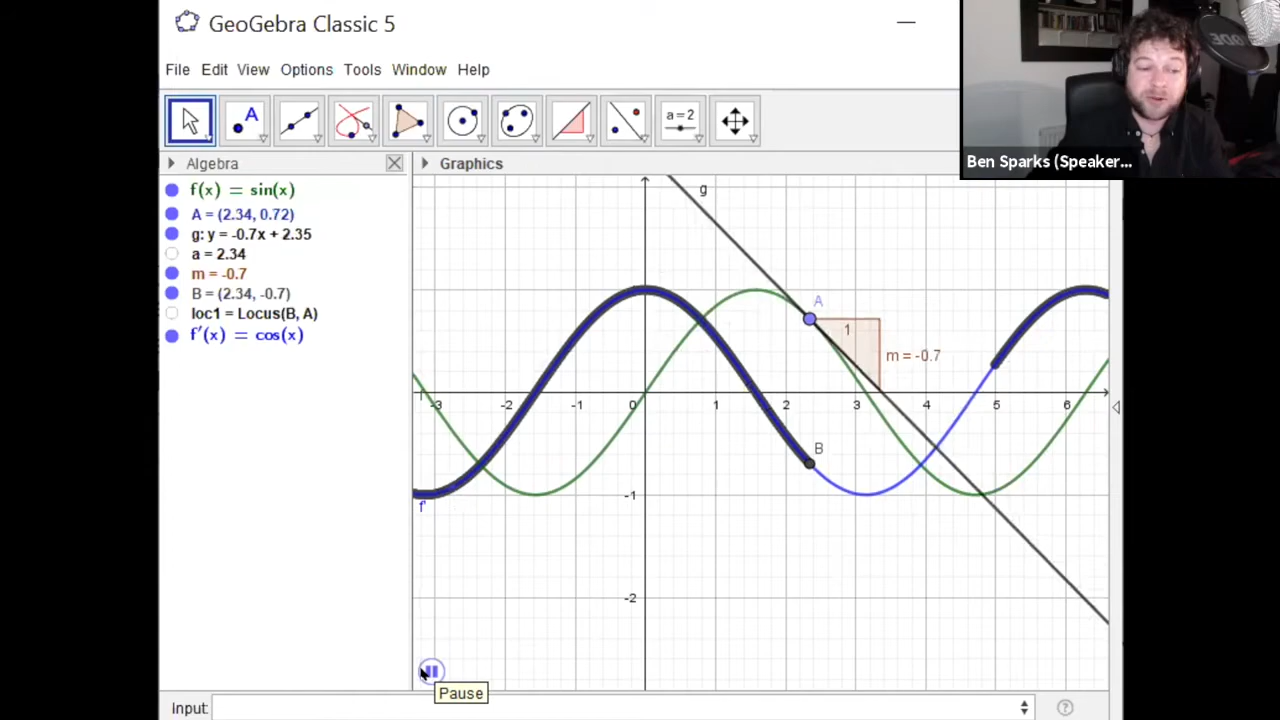 GeoGebra Classic 5
File Edit View Options Tools Window Help
A
a=2
Algebra
Graphics
Ben Sparks (Speaker...
f(x) = sin(x)
A = (2.34, 0.72)
g: y = -0.7x + 2.35
a = 2.34
m = -0.7
B = (2.34, -0.7)
loc1 = Locus(B, A)
f'(x) = cos(x)
g
A
1
m = -0.7
-3 -2 -1 0 1 2 3 4 5 6
B
-1
f'
-2
Pause
Input: